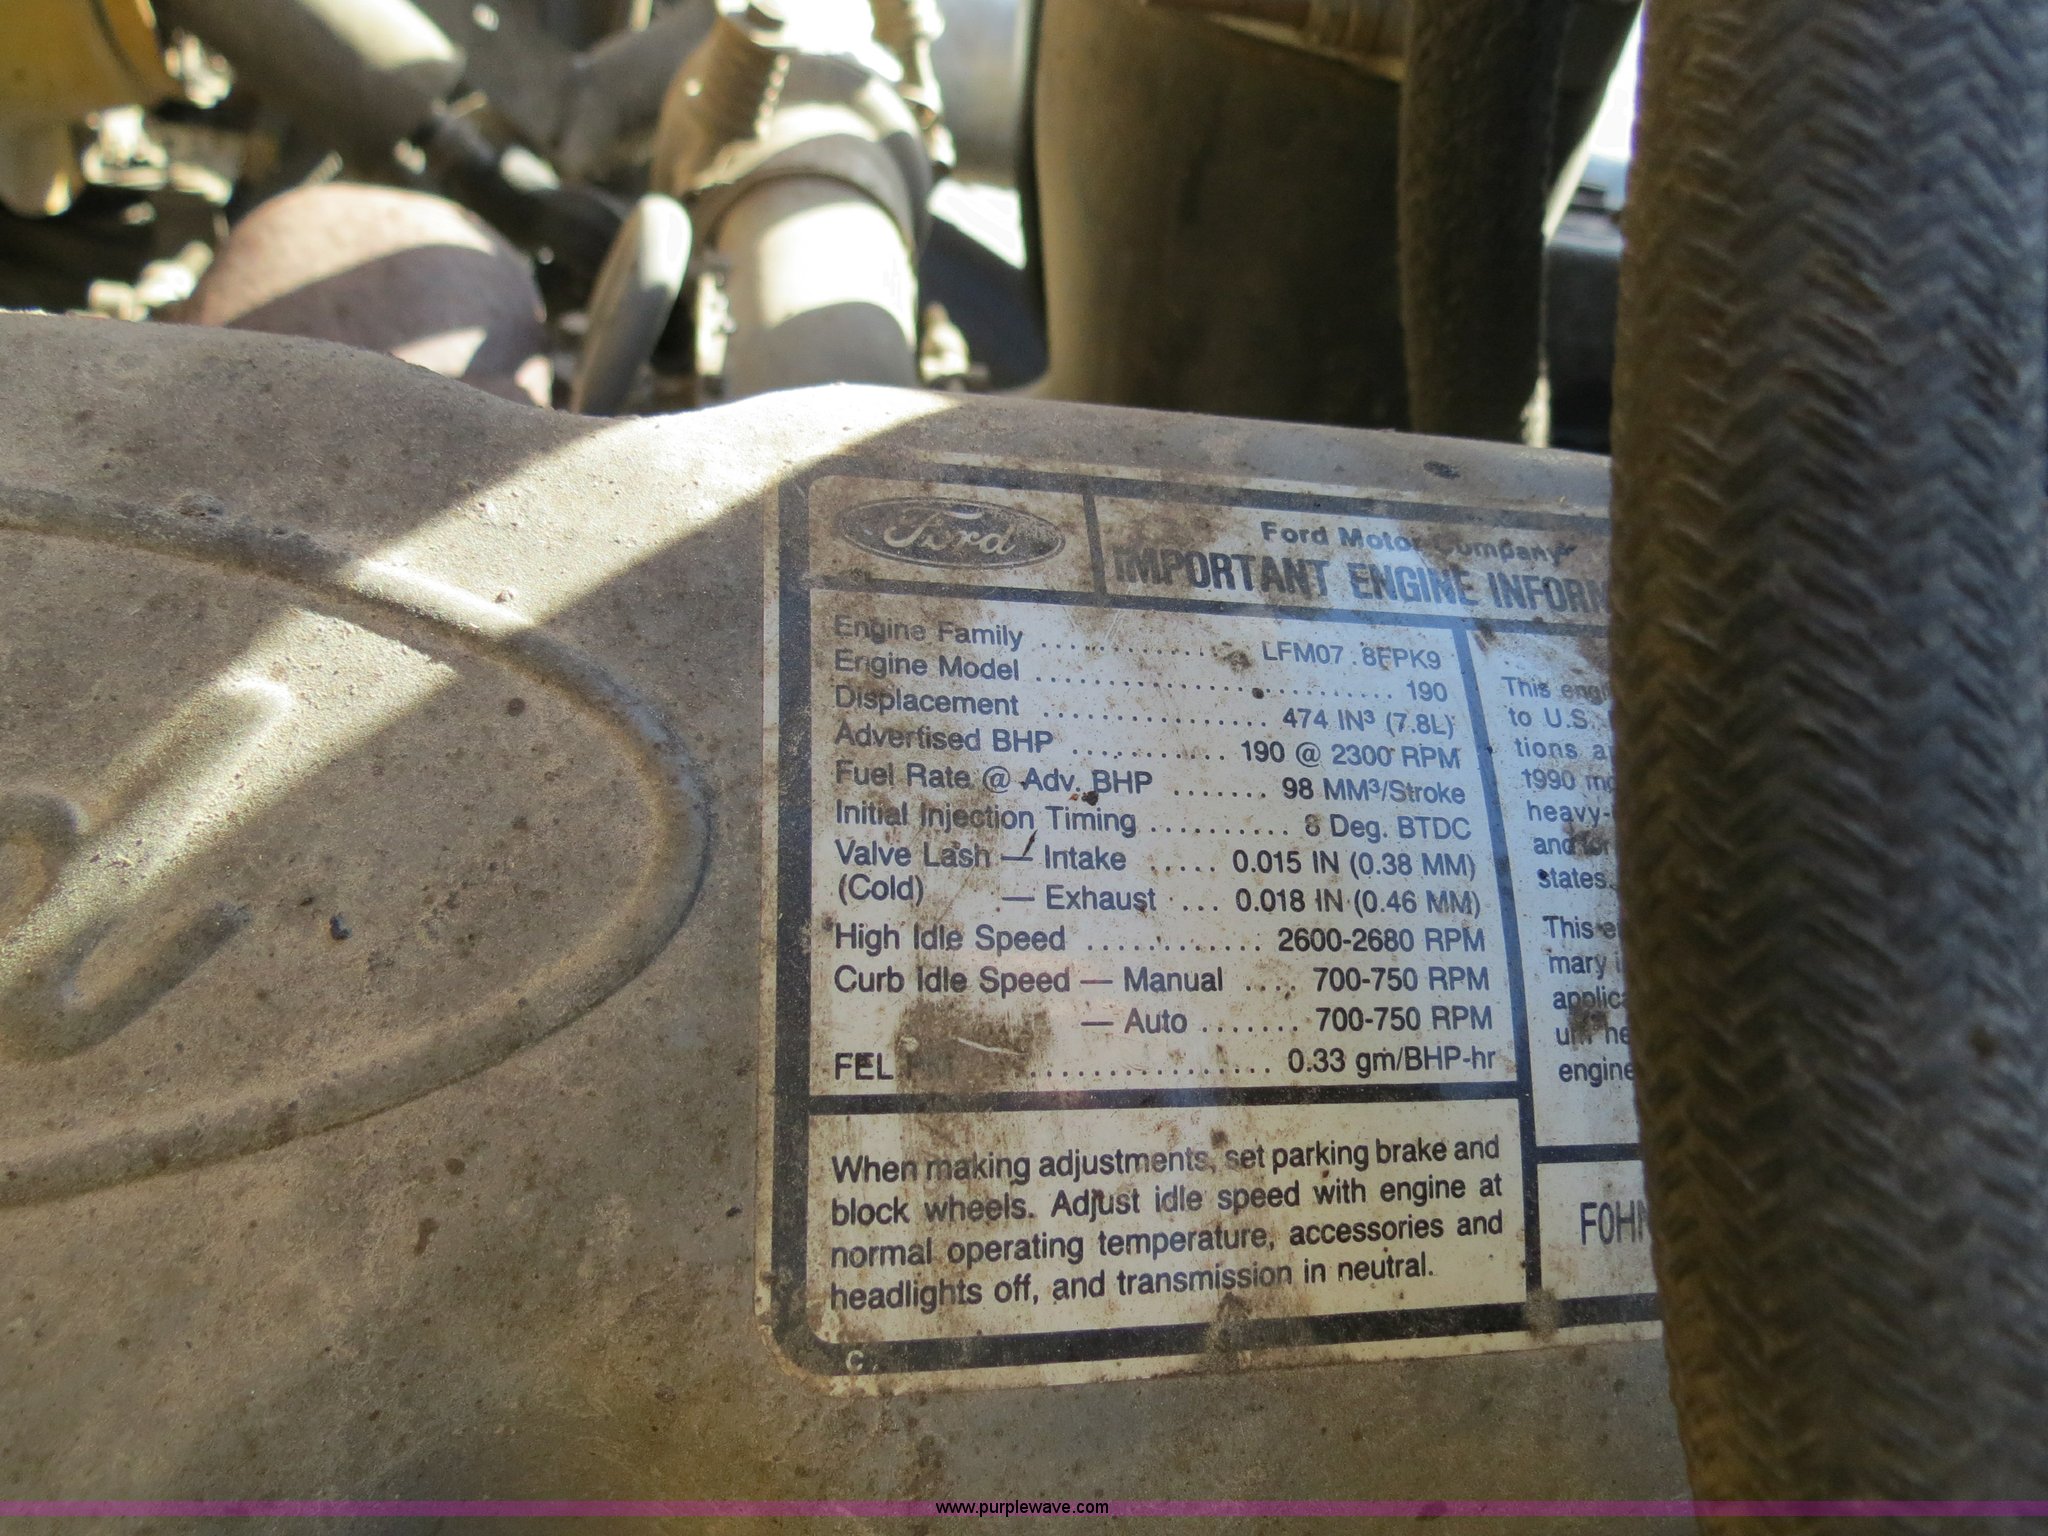 Ford
Ford Motor Company
IMPORTANT ENGINE INFORM
Engine Family .............. LFM07.8FPK9
Engine Model .............................. 190
Displacement ................ 474 IN³ (7.8L)
Advertised BHP ........... 190 @ 2300 RPM
Fuel Rate @ Adv. BHP ....... 98 MM³/Stroke
Initial Injection Timing ........... 8 Deg. BTDC
Valve Lash — Intake ..... 0.015 IN (0.38 MM)
(Cold) — Exhaust .... 0.018 IN (0.46 MM)
High Idle Speed ............. 2600-2680 RPM
Curb Idle Speed — Manual .... 700-750 RPM
— Auto ....... 700-750 RPM
FEL ................. 0.33 gm/BHP-hr
When making adjustments, set parking brake and
block wheels. Adjust idle speed with engine at
normal operating temperature, accessories and
headlights off, and transmission in neutral.
C
This engi
to U.S.
tions a
1990 mo
heavy-
and for
states.
This e
mary i
applica
um he
engine
F0H
www.purplewave.com